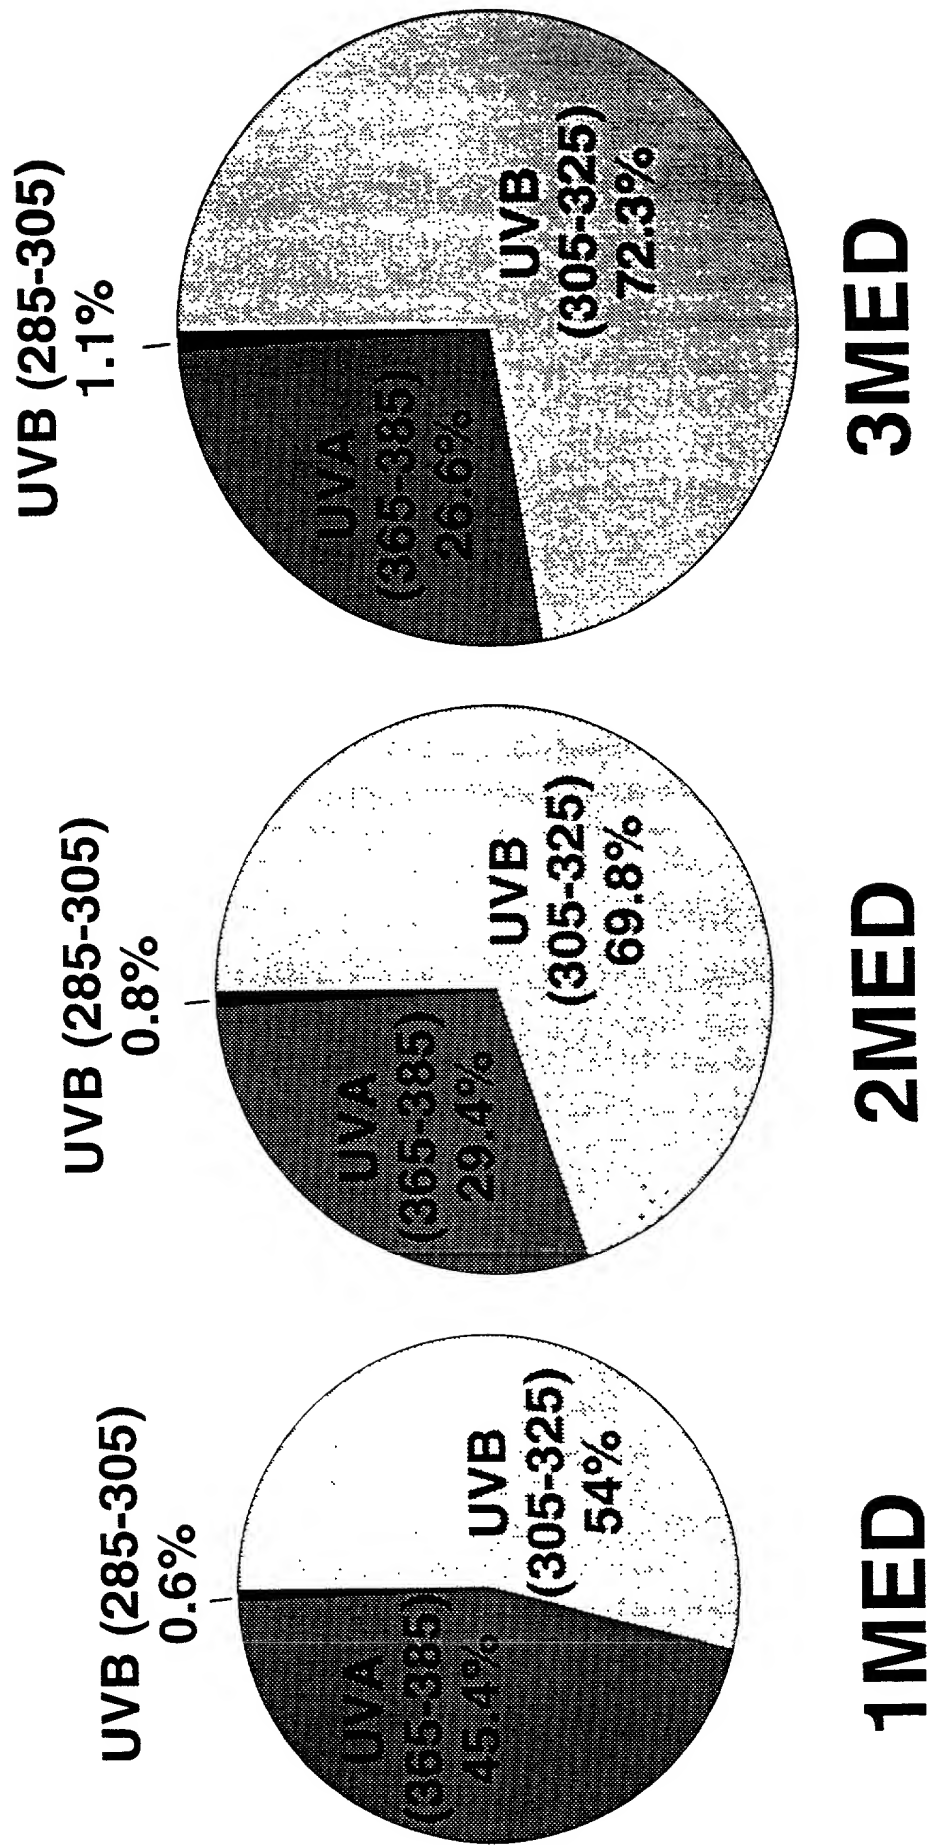 UVB (285-305)
0.6%
UVA
(365-385)
45.4%
UVB
(305-325)
54%
1MED
UVB (285-305)
0.8%
UVA
(365-385)
29.4%
UVB
(305-325)
69.8%
2MED
UVB (285-305)
1.1%
UVA
(365-385)
26.6%
UVB
(305-325)
72.3%
3MED